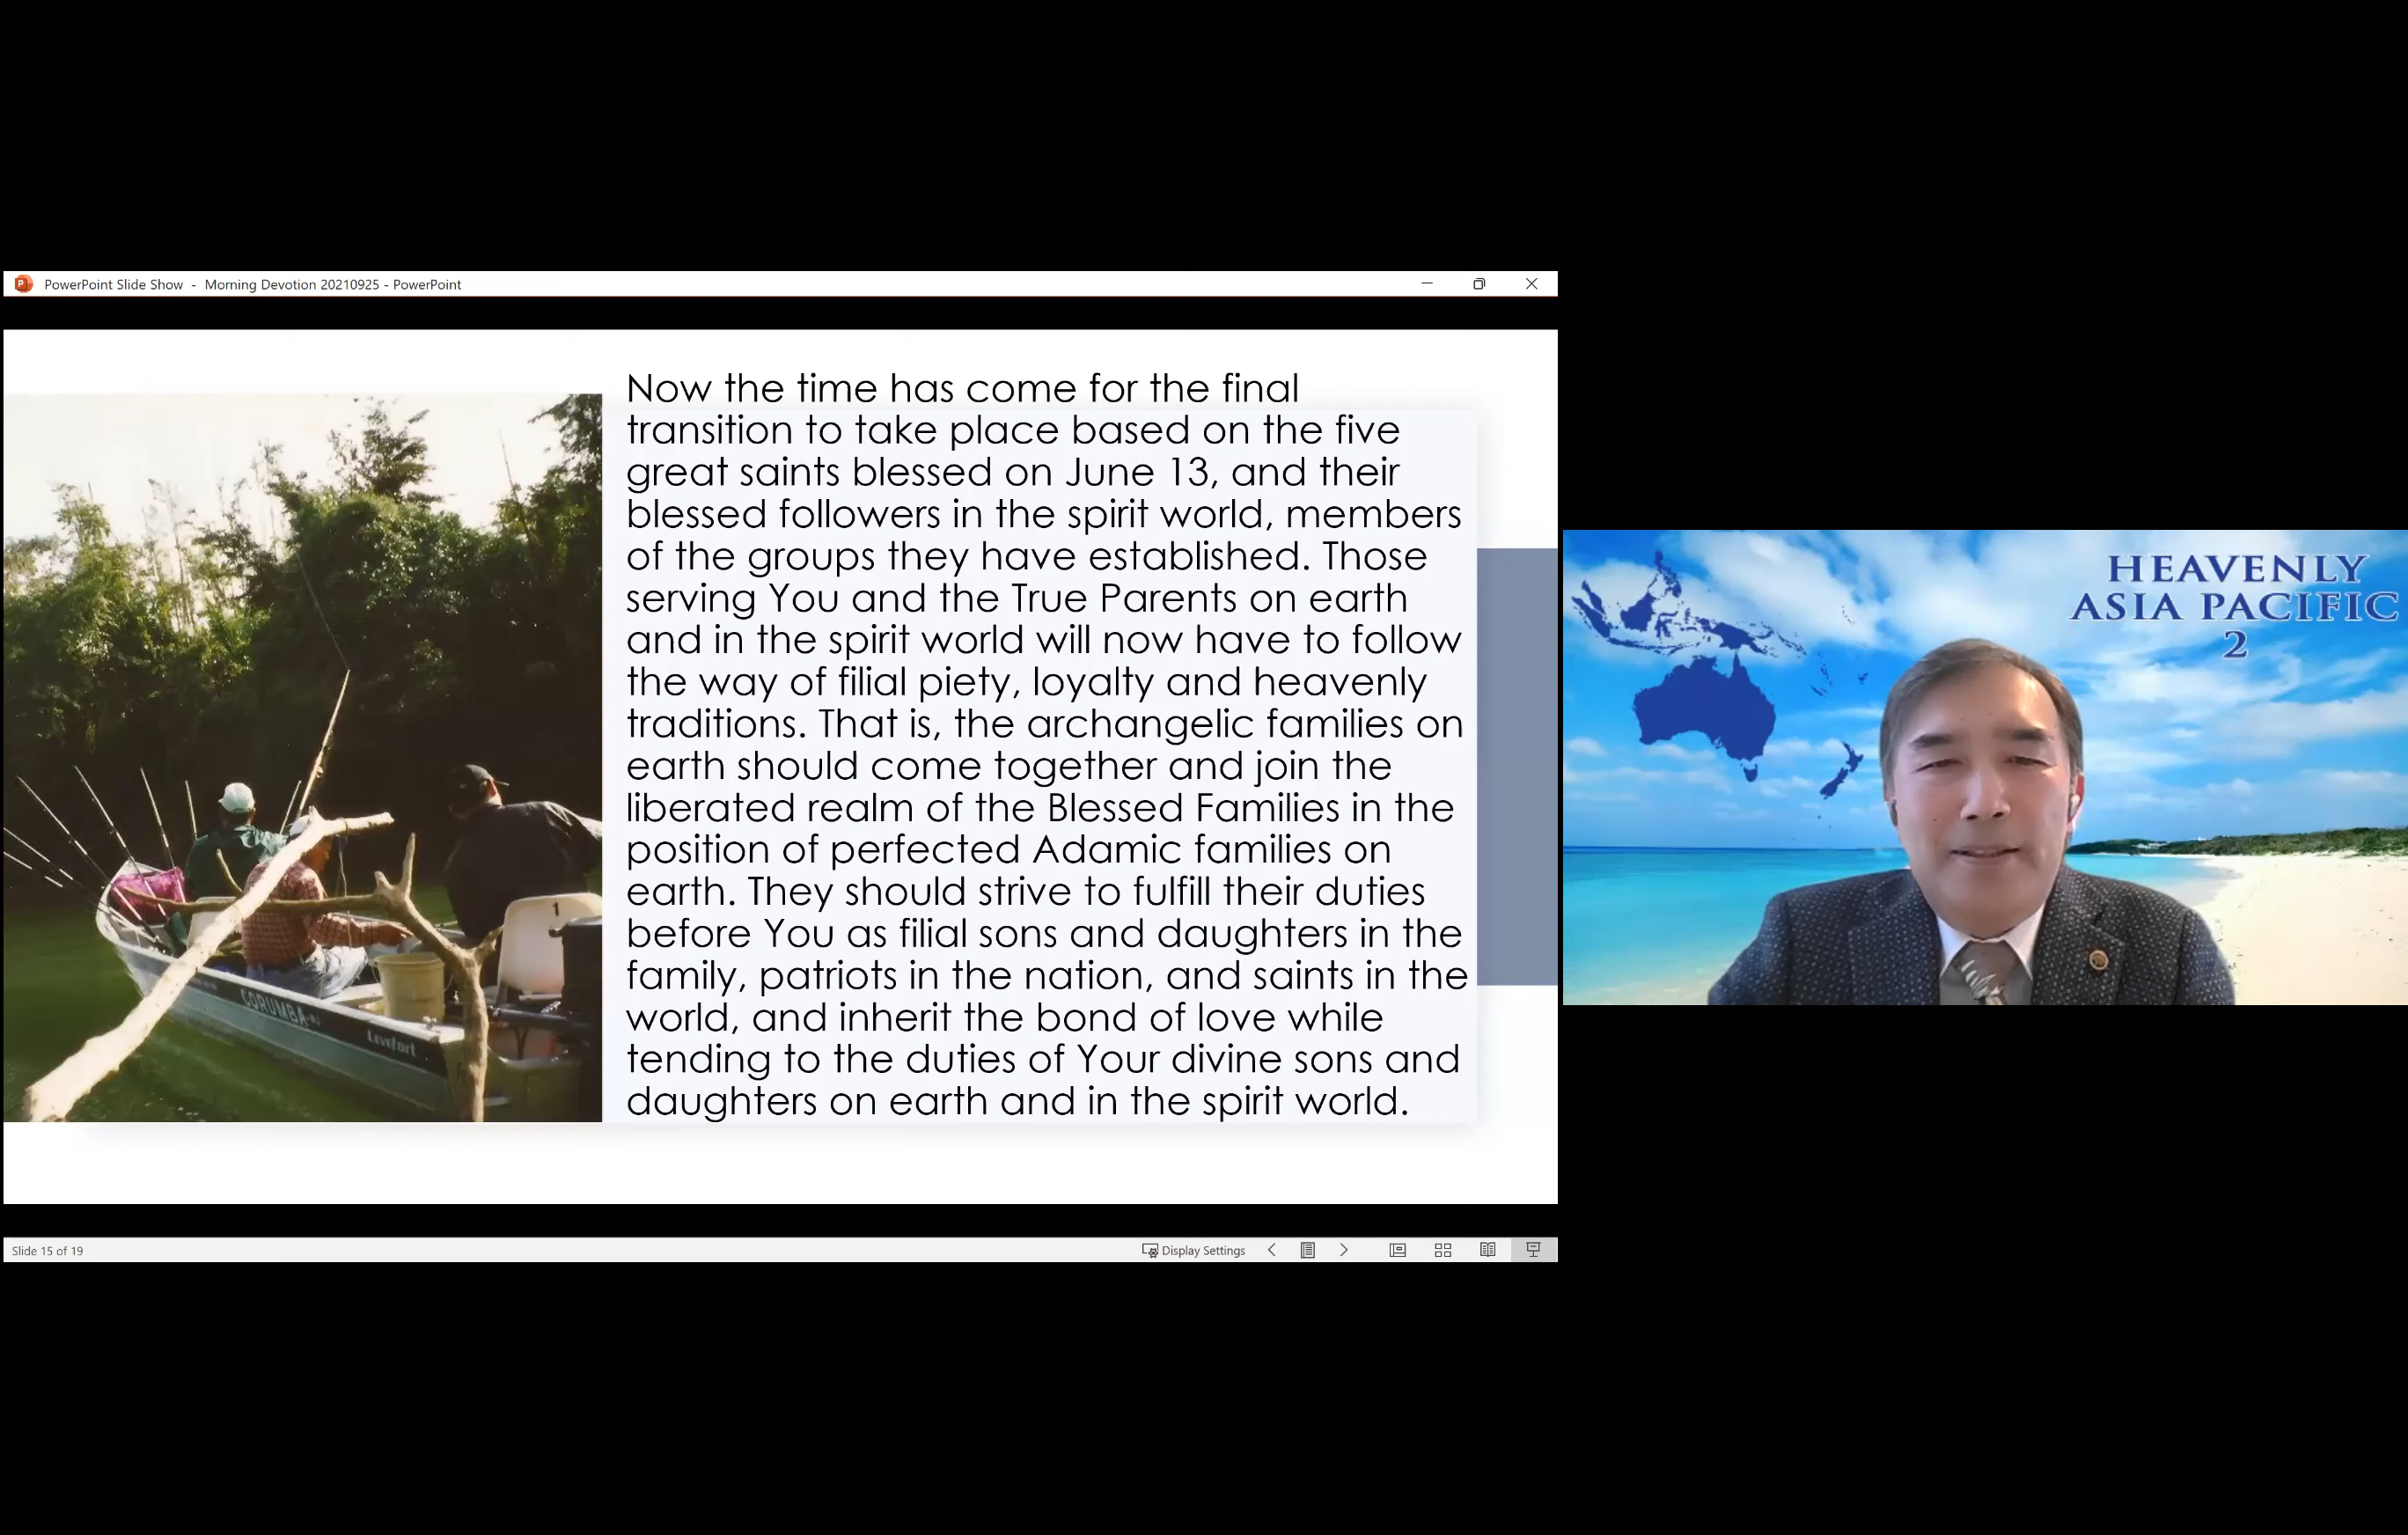 PowerPoint Slide Show - Morning Devotion 20210925 - PowerPoint
Now the time has come for the final
transition to take place based on the five
great saints blessed on June 13, and their
blessed followers in the spirit world, members
of the groups they have established. Those
serving You and the True Parents on earth
and in the spirit world will now have to follow
the way of filial piety, loyalty and heavenly
traditions. That is, the archangelic families on
earth should come together and join the
liberated realm of the Blessed Families in the
position of perfected Adamic families on
earth. They should strive to fulfill their duties
before You as filial sons and daughters in the
family, patriots in the nation, and saints in the
world, and inherit the bond of love while
tending to the duties of Your divine sons and
daughters on earth and in the spirit world.
1
CORUMBA-MS
Levefort
HEAVENLY
ASIA PACIFIC
2
Slide 15 of 19
Display Settings